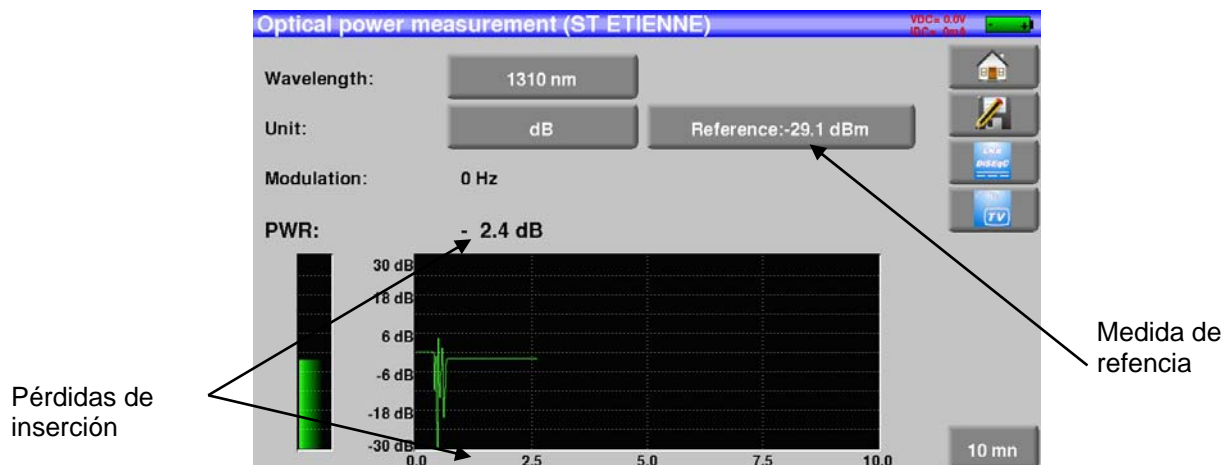 Optical power measurement (ST ETIENNE)
VDC= 0.0V
IDC= 0mA
- +
Wavelength:
1310 nm
Unit:
dB
Reference:-29.1 dBm
DiSEqC
Modulation:
0 Hz
TV
PWR:
- 2.4 dB
30 dB
18 dB
6 dB
-6 dB
-18 dB
-30 dB
0.0 2.5 5.0 7.5 10.0
10 mn
Medida de
refencia
Pérdidas de
inserción